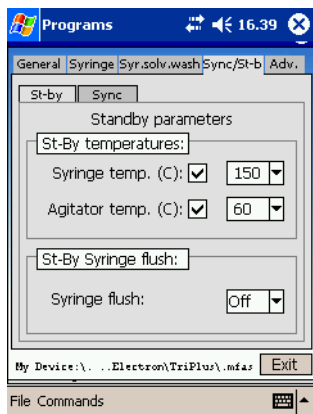 Programs 16.39
General Syringe Syr.solv.wash Sync/St-b Adv.
St-by Sync
Standby parameters
St-By temperatures:
Syringe temp. (C): 150
Agitator temp. (C): 60
St-By Syringe flush:
Syringe flush: Off
My Device:\. ..Electron\TriPlus\.mfas Exit
File Commands